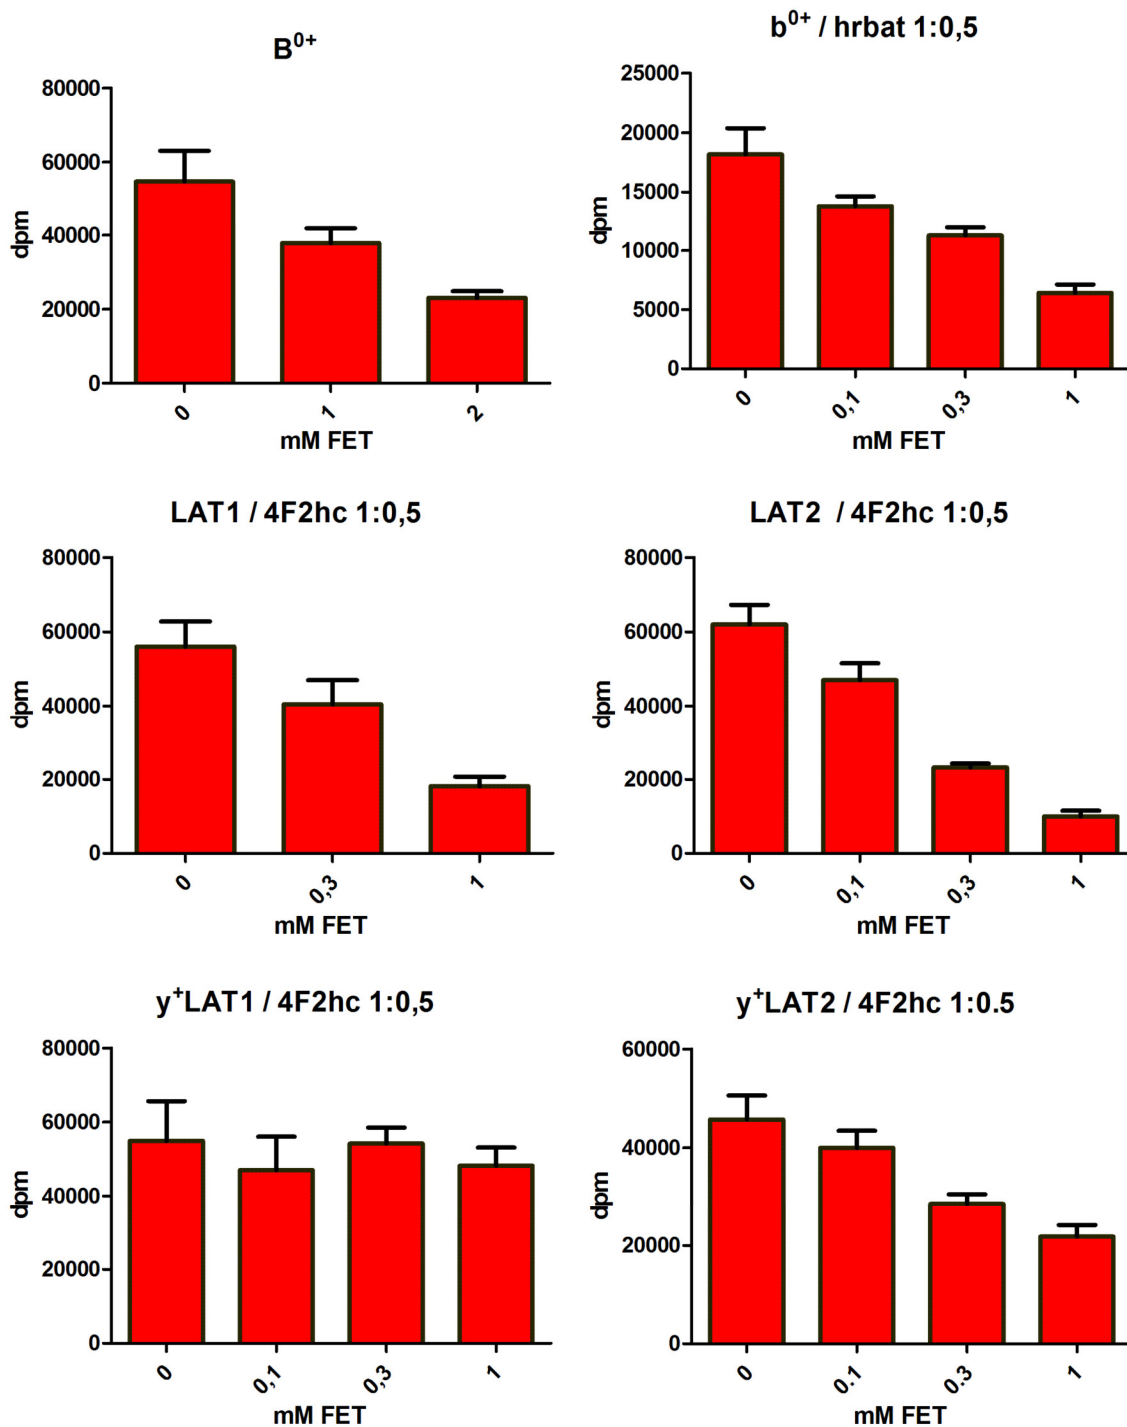 B⁰⁺
80000
60000
40000
20000
0
dpm
0
1
2
mM FET
b⁰⁺ / hrbat 1:0,5
25000
20000
15000
10000
5000
0
dpm
0
0,1
0,3
1
mM FET
LAT1 / 4F2hc 1:0,5
80000
60000
40000
20000
0
dpm
0
0,3
1
mM FET
LAT2 / 4F2hc 1:0,5
80000
60000
40000
20000
0
dpm
0
0,1
0,3
1
mM FET
y⁺LAT1 / 4F2hc 1:0,5
80000
60000
40000
20000
0
dpm
0
0,1
0,3
1
mM FET
y⁺LAT2 / 4F2hc 1:0.5
60000
40000
20000
0
dpm
0
0.1
0.3
1
mM FET